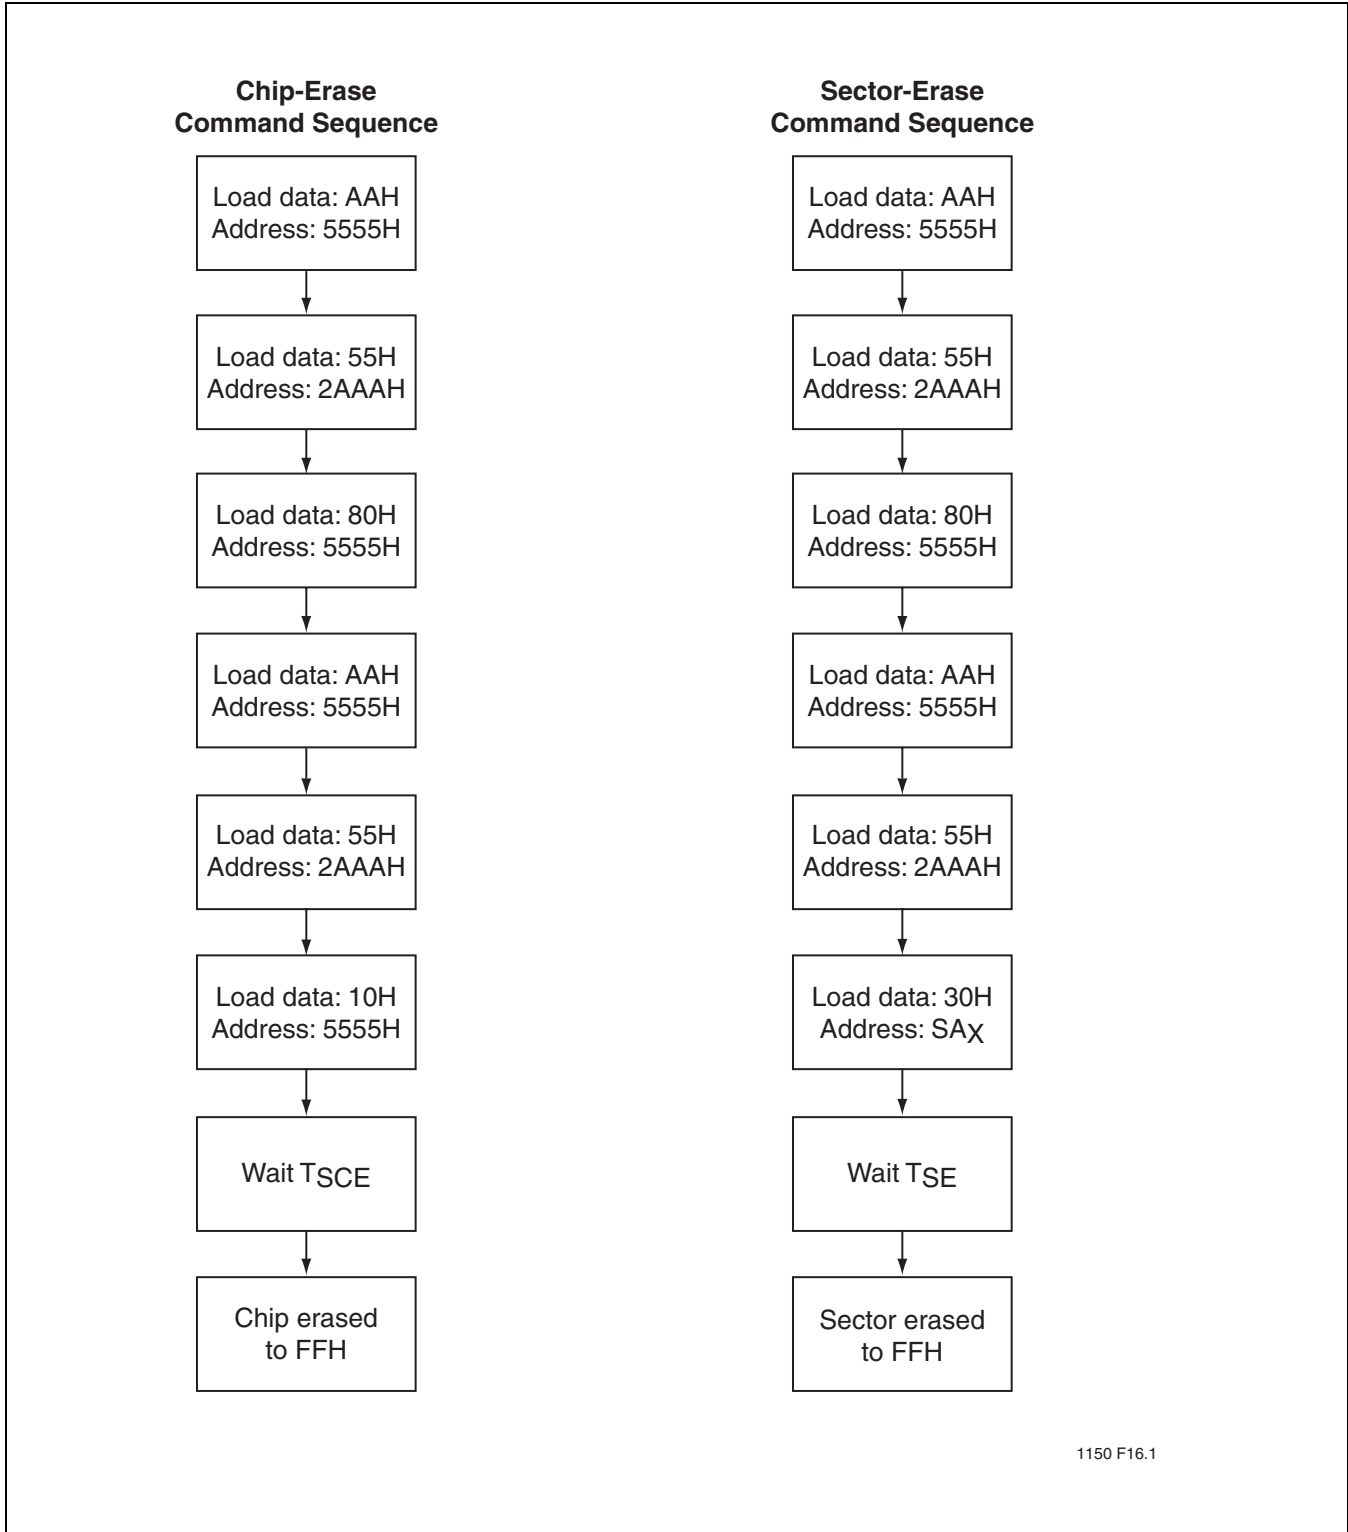 Chip-Erase
Command Sequence
Load data: AAH
Address: 5555H
Load data: 55H
Address: 2AAAH
Load data: 80H
Address: 5555H
Load data: AAH
Address: 5555H
Load data: 55H
Address: 2AAAH
Load data: 10H
Address: 5555H
Wait TSCE
Chip erased
to FFH
Sector-Erase
Command Sequence
Load data: AAH
Address: 5555H
Load data: 55H
Address: 2AAAH
Load data: 80H
Address: 5555H
Load data: AAH
Address: 5555H
Load data: 55H
Address: 2AAAH
Load data: 30H
Address: SAX
Wait TSE
Sector erased
to FFH
1150 F16.1